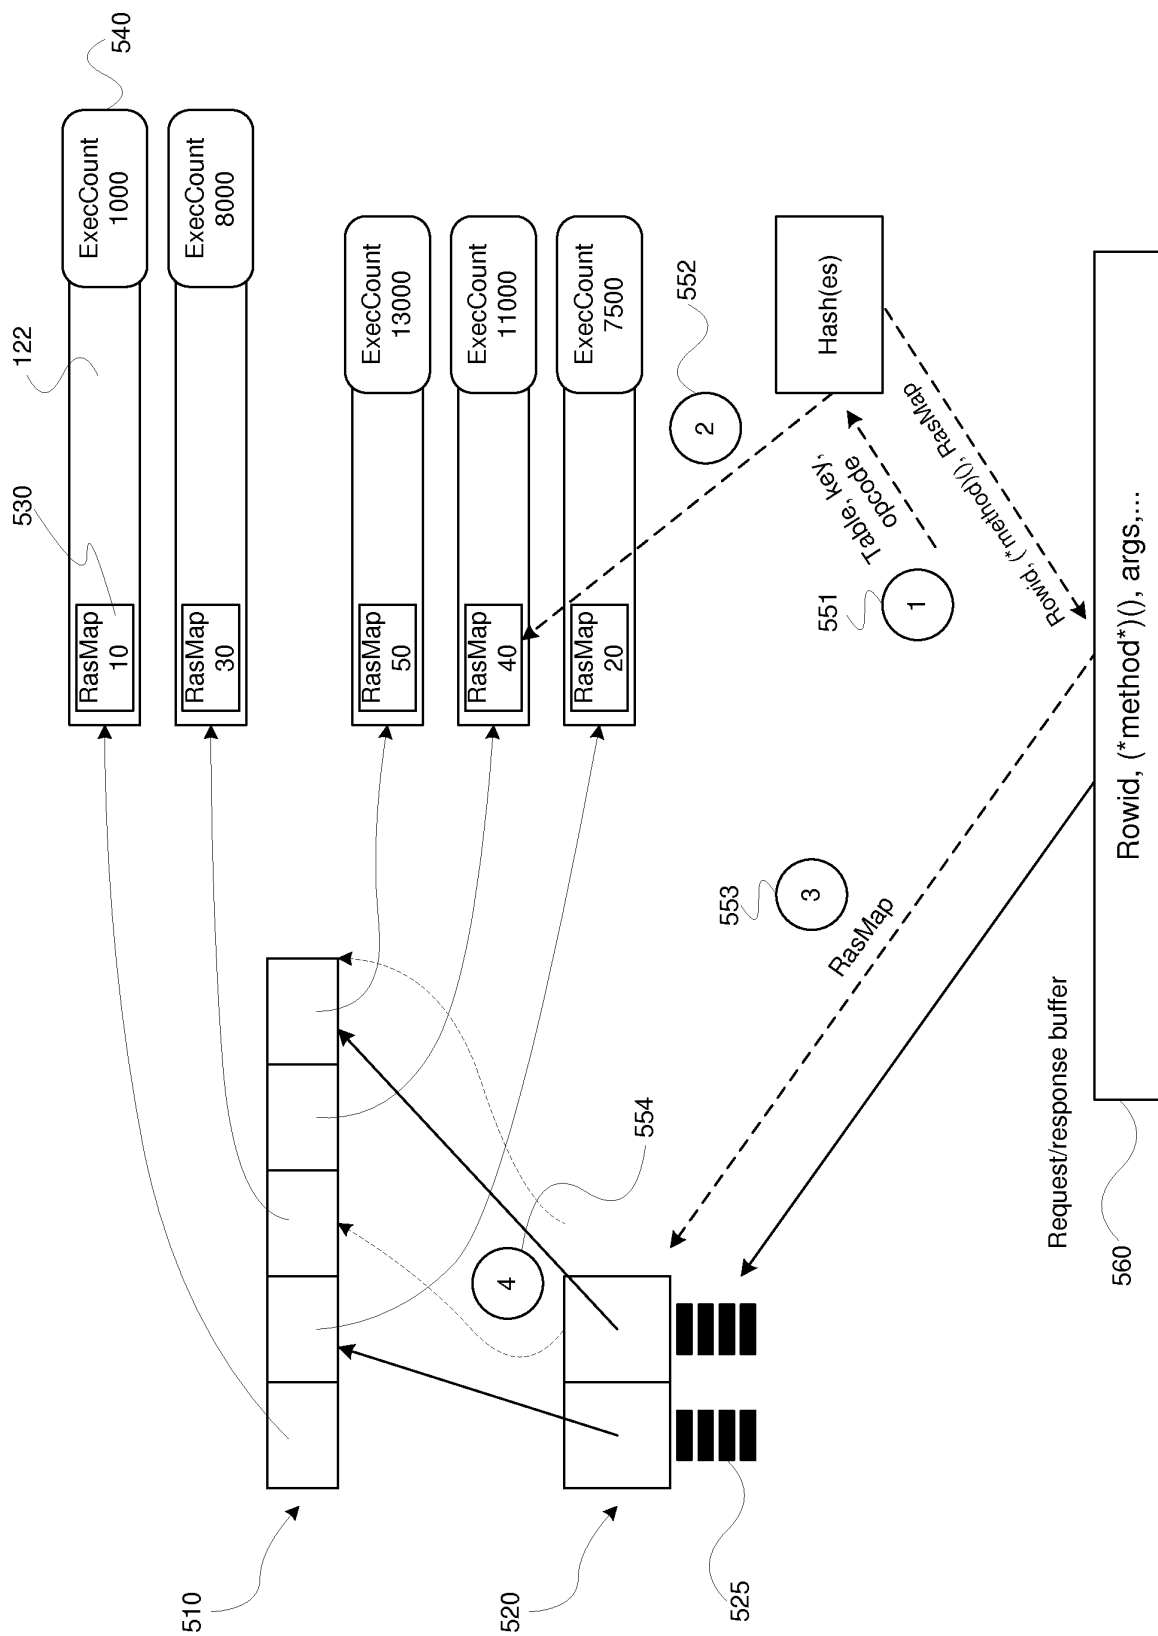 530
122
540
RasMap
10
ExecCount
1000
510
RasMap
30
ExecCount
8000
RasMap
50
ExecCount
13000
RasMap
40
ExecCount
11000
520
4
554
RasMap
20
ExecCount
7500
2
552
525
553
3
RasMap
551
1
Table, key,
opcode
Hash(es)
Rowid, (*method)(), RasMap
Request/response buffer
560
Rowid, (*method*)(), args,...